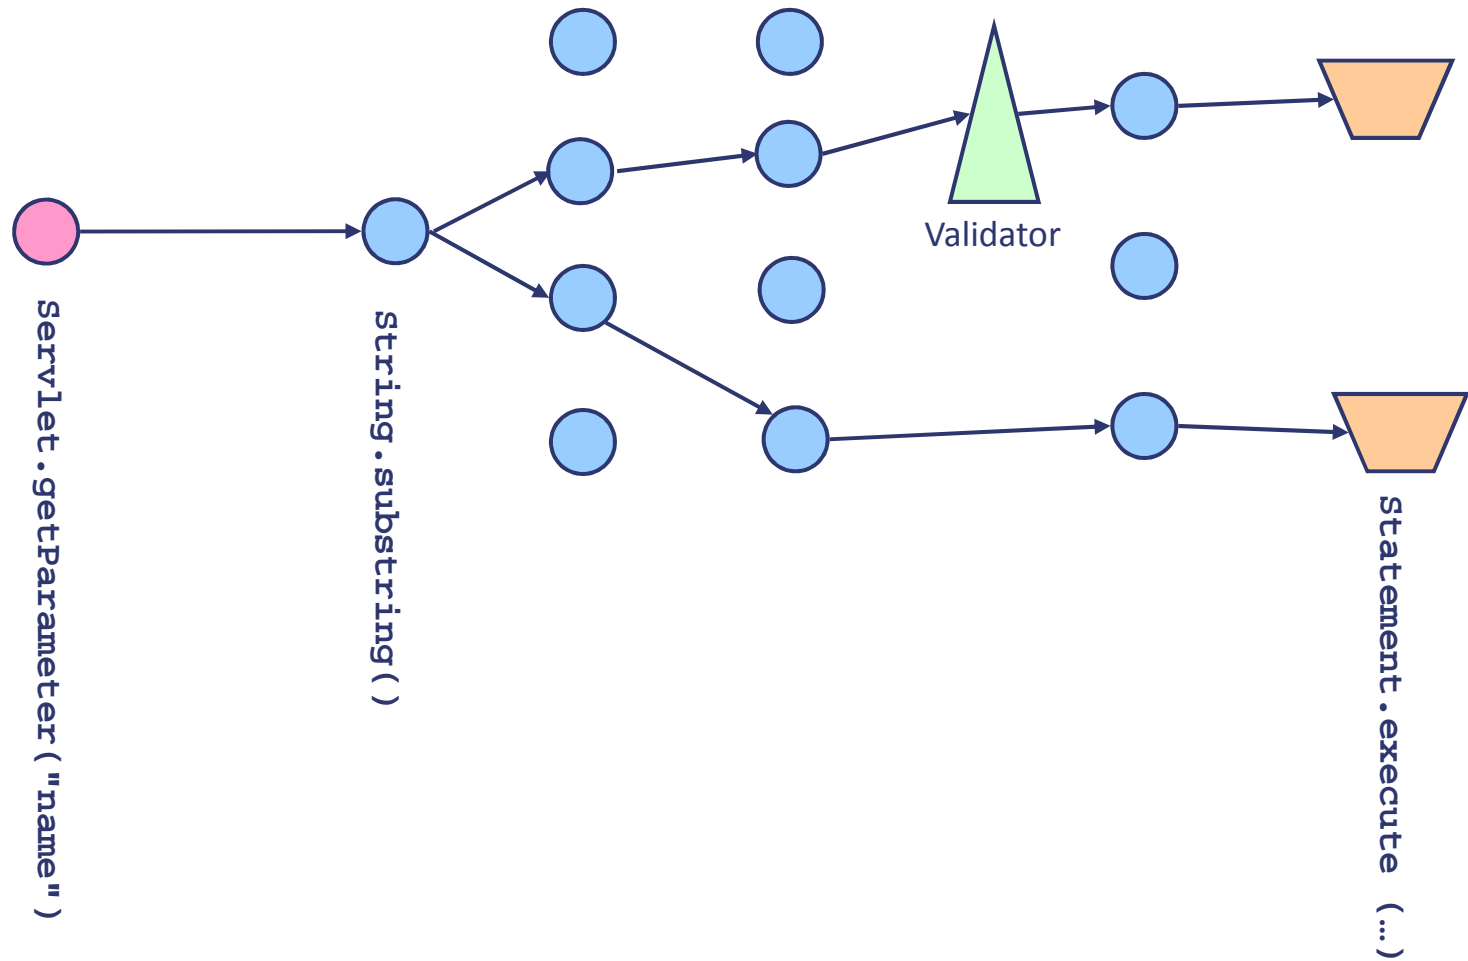 Validator
Servlet.getParameter("name")
String.substring()
Statement.execute (…)